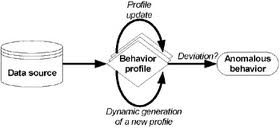 Profile
update
Data source
Behavior
profile
Deviation?
Anomalous
behavior
Dynamic generation
of a new profile